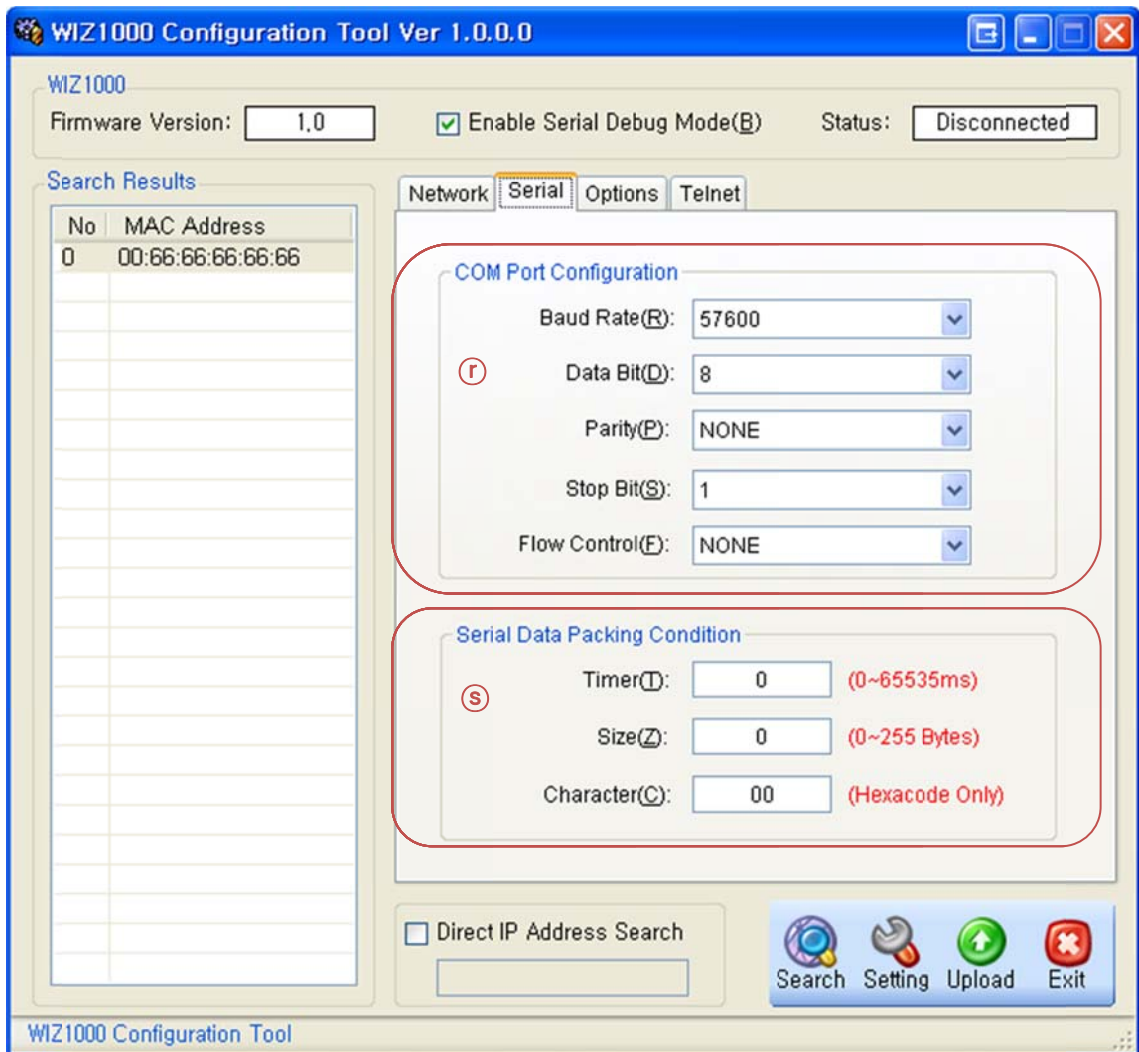 WIZ1000 Configuration Tool Ver 1.0.0.0
WIZ1000
Firmware Version: 1.0 Enable Serial Debug Mode(B) Status: Disconnected
Search Results
No MAC Address
0 00:66:66:66:66:66
Network Serial Options Telnet
COM Port Configuration
Baud Rate(R): 57600
ⓡ Data Bit(D): 8
Parity(P): NONE
Stop Bit(S): 1
Flow Control(F): NONE
Serial Data Packing Condition
Timer(T): 0 (0~65535ms)
ⓢ
Size(Z): 0 (0~255 Bytes)
Character(C): 00 (Hexacode Only)
Direct IP Address Search
Search Setting Upload Exit
WIZ1000 Configuration Tool